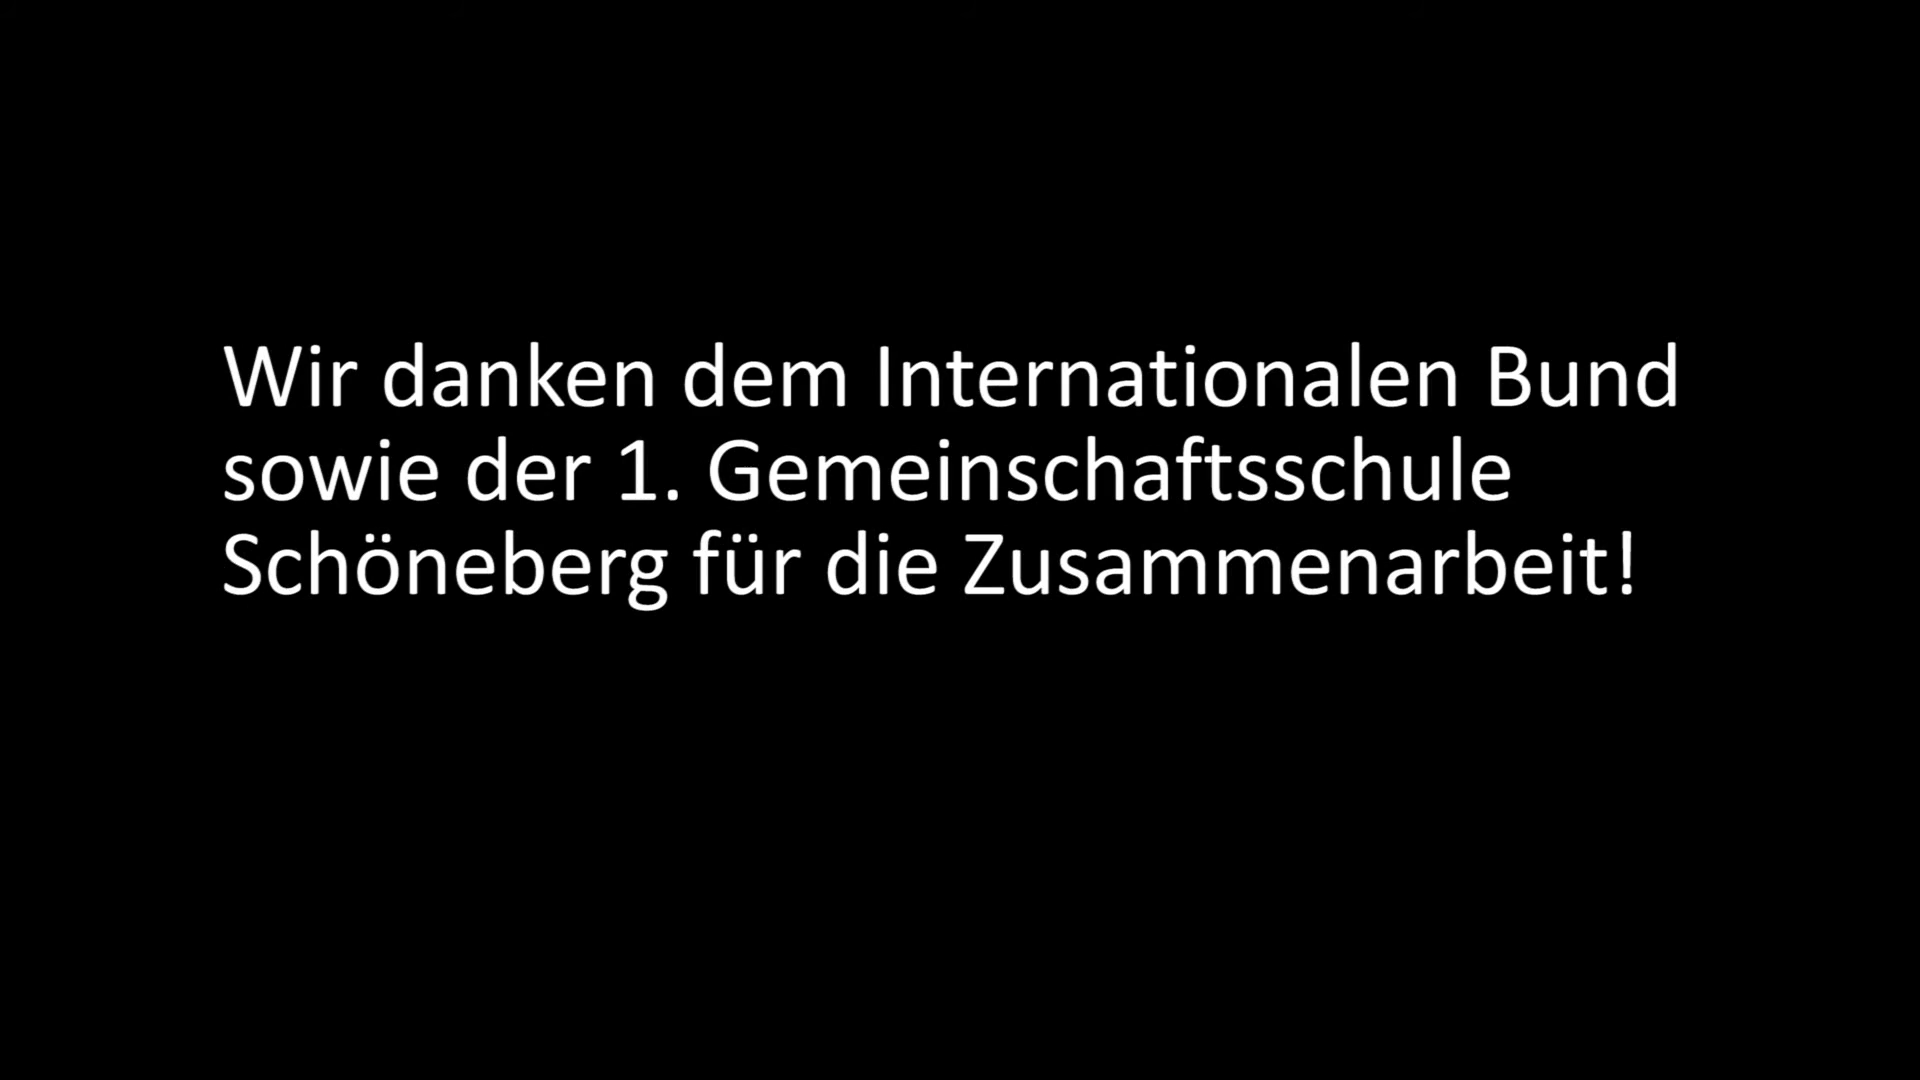 Wir danken dem Internationalen Bund
sowie der 1. Gemeinschaftsschule
Schöneberg für die Zusammenarbeit!